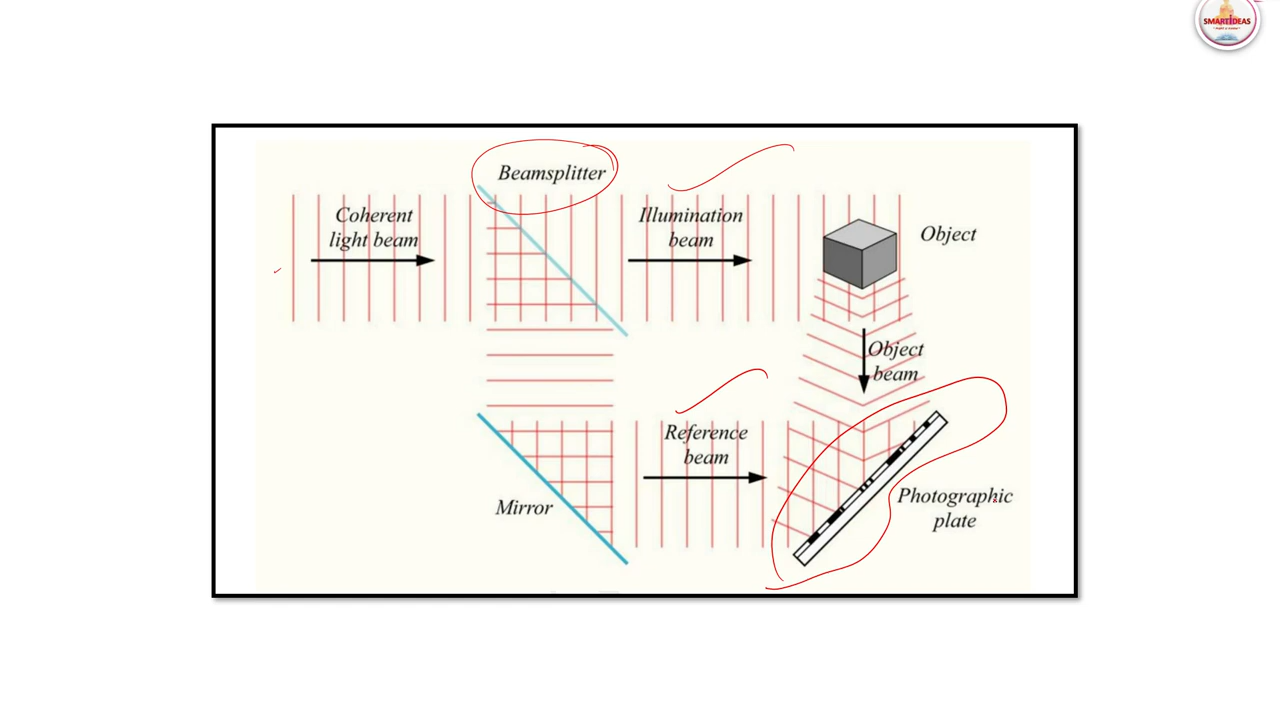 SMARTIDEAS
Beamsplitter
Coherent
light beam
Illumination
beam
Object
Object
beam
Reference
beam
Mirror
Photographic
plate